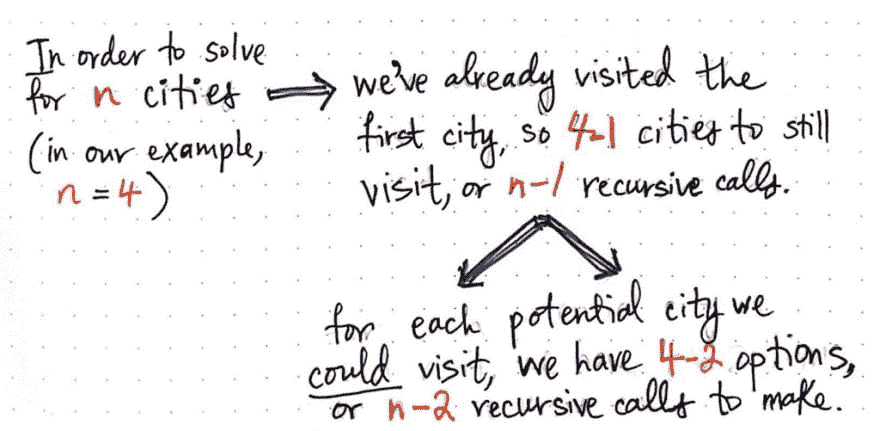 In order to solve
for n cities
(in our example,
n = 4)
we've already visited the
first city, so 4-1 cities to still
visit, or n-1 recursive calls.
for each potential city we
could visit, we have 4-2 options,
or n-2 recursive calls to make.